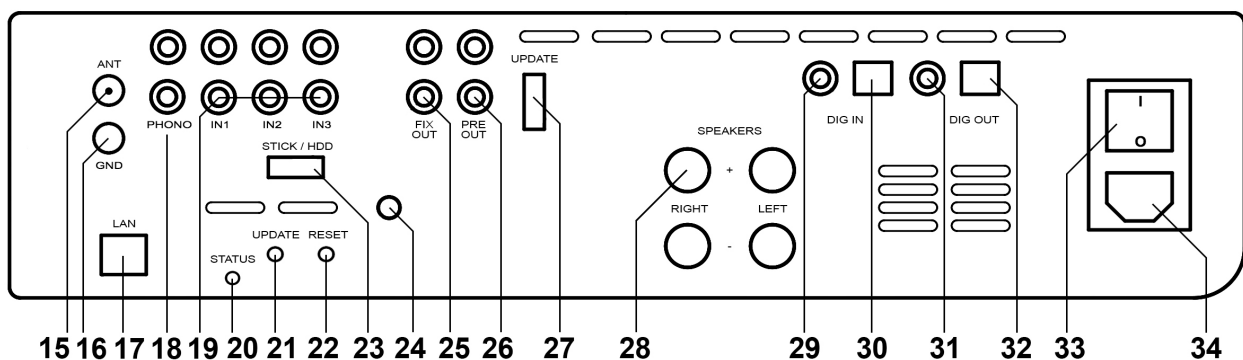 UPDATE
ANT
PHONO IN1 IN2 IN3
FIX OUT
PRE OUT
DIG IN
DIG OUT
I
O
SPEAKERS
STICK / HDD
GND
+
RIGHT LEFT
-
LAN
UPDATE RESET
STATUS
15 16 17 18 19 20 21 22 23 24 25 26 27 28 29 30 31 32 33 34